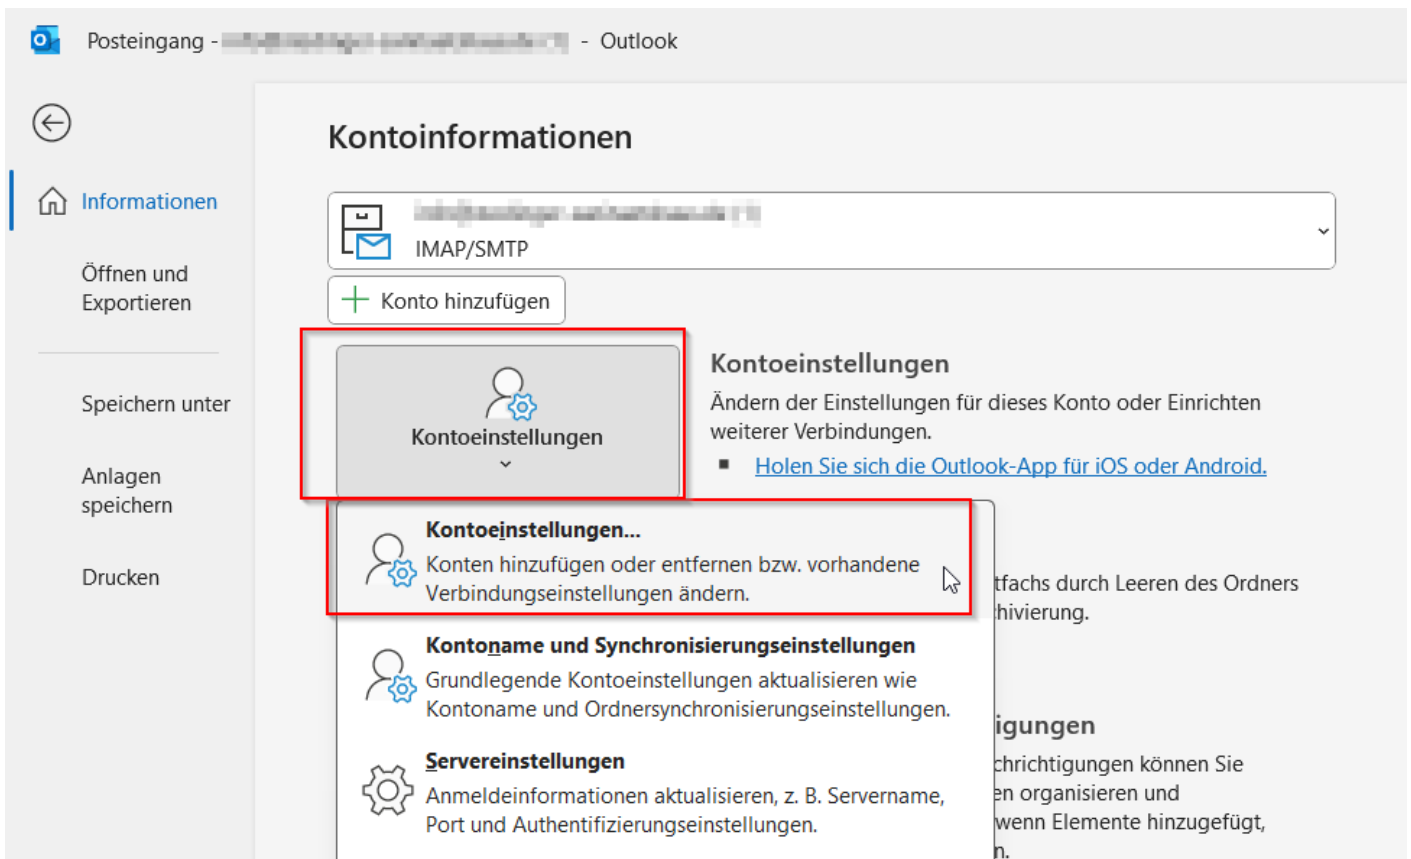 Posteingang - - Outlook
Kontoinformationen
Informationen
IMAP/SMTP
Öffnen und
Exportieren
Konto hinzufügen
Kontoeinstellungen
Kontoeinstellungen
Ändern der Einstellungen für dieses Konto oder Einrichten
weiterer Verbindungen.
Holen Sie sich die Outlook-App für iOS oder Android.
Speichern unter
Anlagen
speichern
Drucken
Kontoeinstellungen...
Konten hinzufügen oder entfernen bzw. vorhandene
Verbindungseinstellungen ändern.
tfachs durch Leeren des Ordners
hivierung.
Kontoname und Synchronisierungseinstellungen
Grundlegende Kontoeinstellungen aktualisieren wie
Kontoname und Ordnersynchronisierungseinstellungen.
igungen
chrichtigungen können Sie
en organisieren und
wenn Elemente hinzugefügt,
n.
Servereinstellungen
Anmeldeinformationen aktualisieren, z. B. Servername,
Port und Authentifizierungseinstellungen.